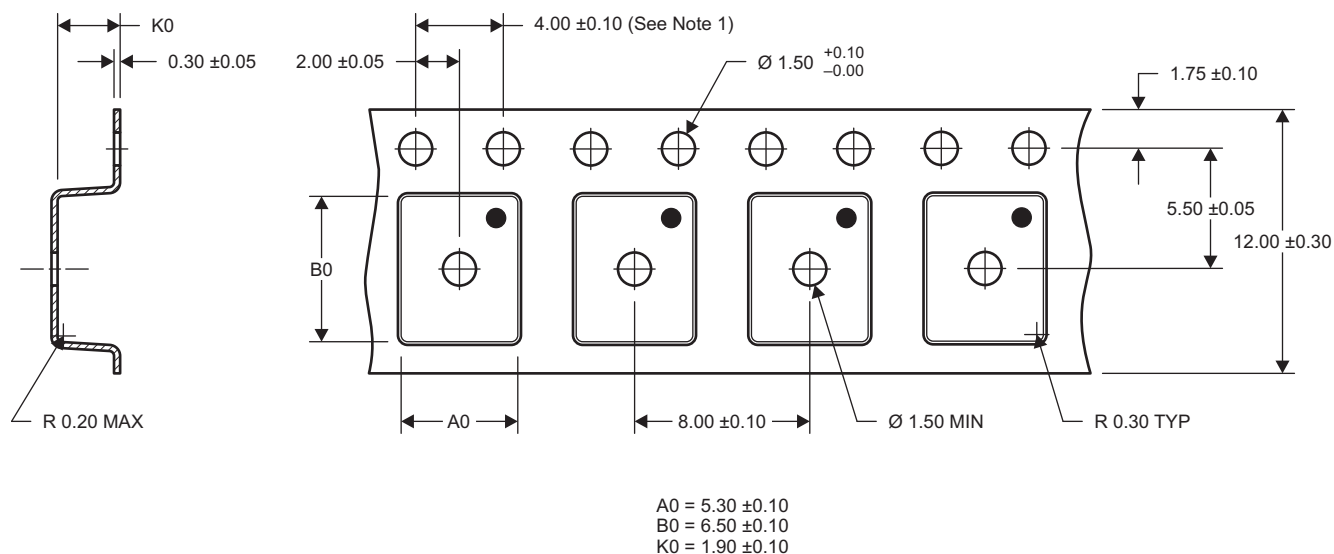 K0
4.00 ±0.10 (See Note 1)
0.30 ±0.05
2.00 ±0.05
Ø 1.50 +0.10 –0.00
1.75 ±0.10
5.50 ±0.05
12.00 ±0.30
B0
R 0.20 MAX
A0
8.00 ±0.10
Ø 1.50 MIN
R 0.30 TYP
A0 = 5.30 ±0.10
B0 = 6.50 ±0.10
K0 = 1.90 ±0.10